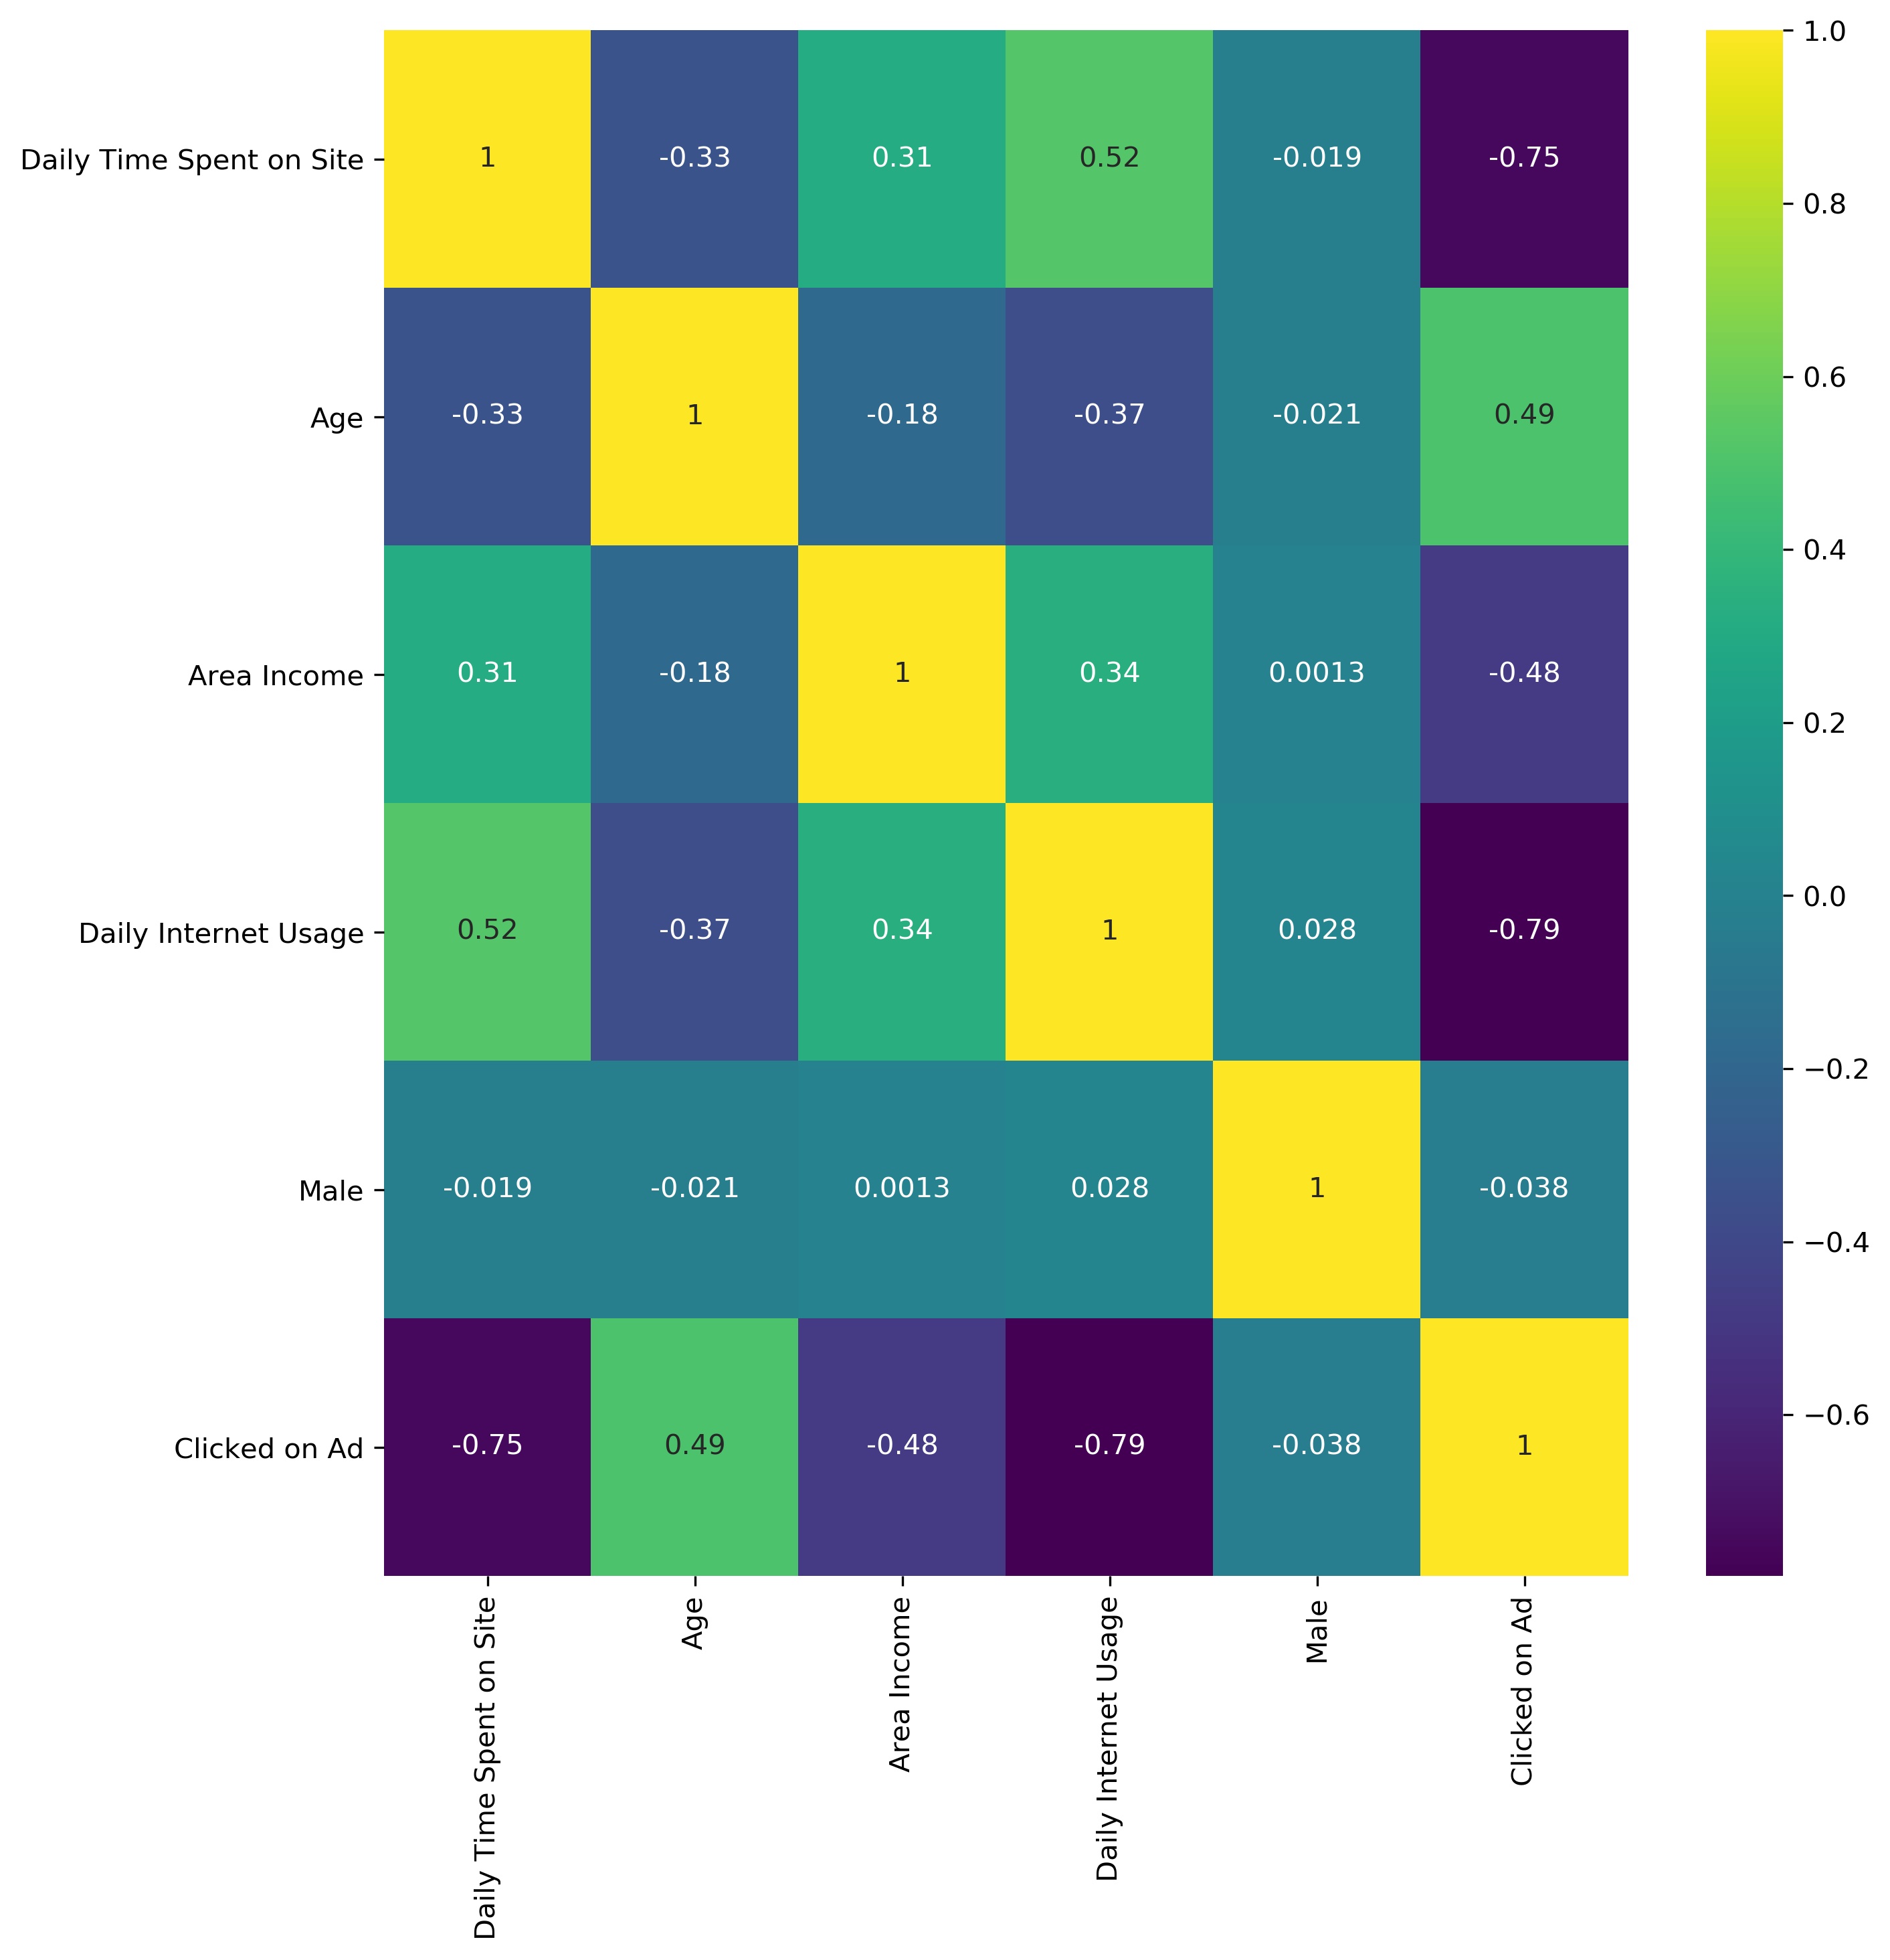 Daily Time Spent on Site 1 -0.33 0.31 0.52 -0.019 -0.75
Age -0.33 1 -0.18 -0.37 -0.021 0.49
Area Income 0.31 -0.18 1 0.34 0.0013 -0.48
Daily Internet Usage 0.52 -0.37 0.34 1 0.028 -0.79
Male -0.019 -0.021 0.0013 0.028 1 -0.038
Clicked on Ad -0.75 0.49 -0.48 -0.79 -0.038 1
Daily Time Spent on Site
Age
Area Income
Daily Internet Usage
Male
Clicked on Ad
1.0
0.8
0.6
0.4
0.2
0.0
−0.2
−0.4
−0.6